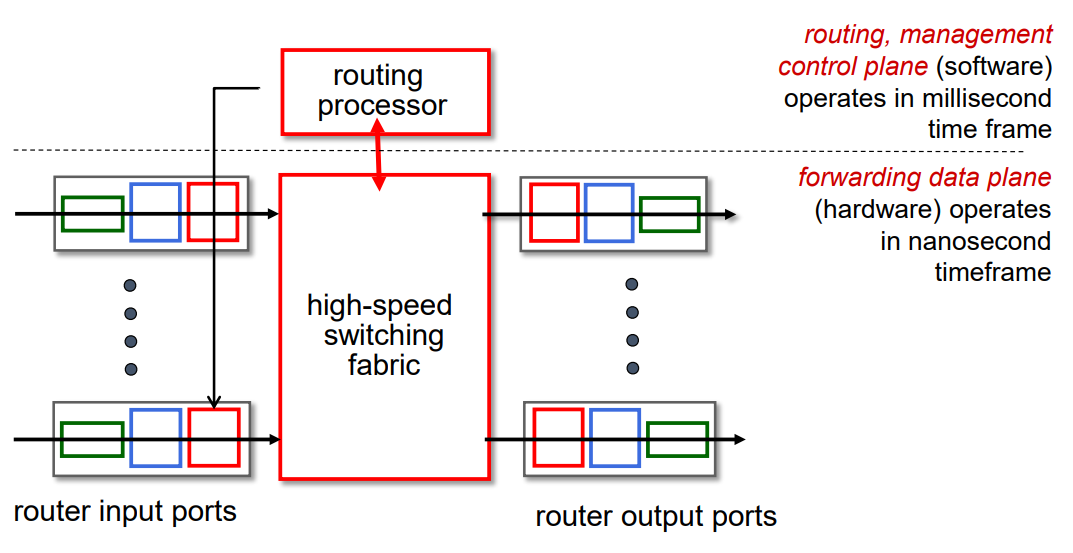 routing
processor
routing, management
control plane (software)
operates in millisecond
time frame
forwarding data plane
(hardware) operates
in nanosecond
timeframe
high-speed
switching
fabric
router input ports
router output ports